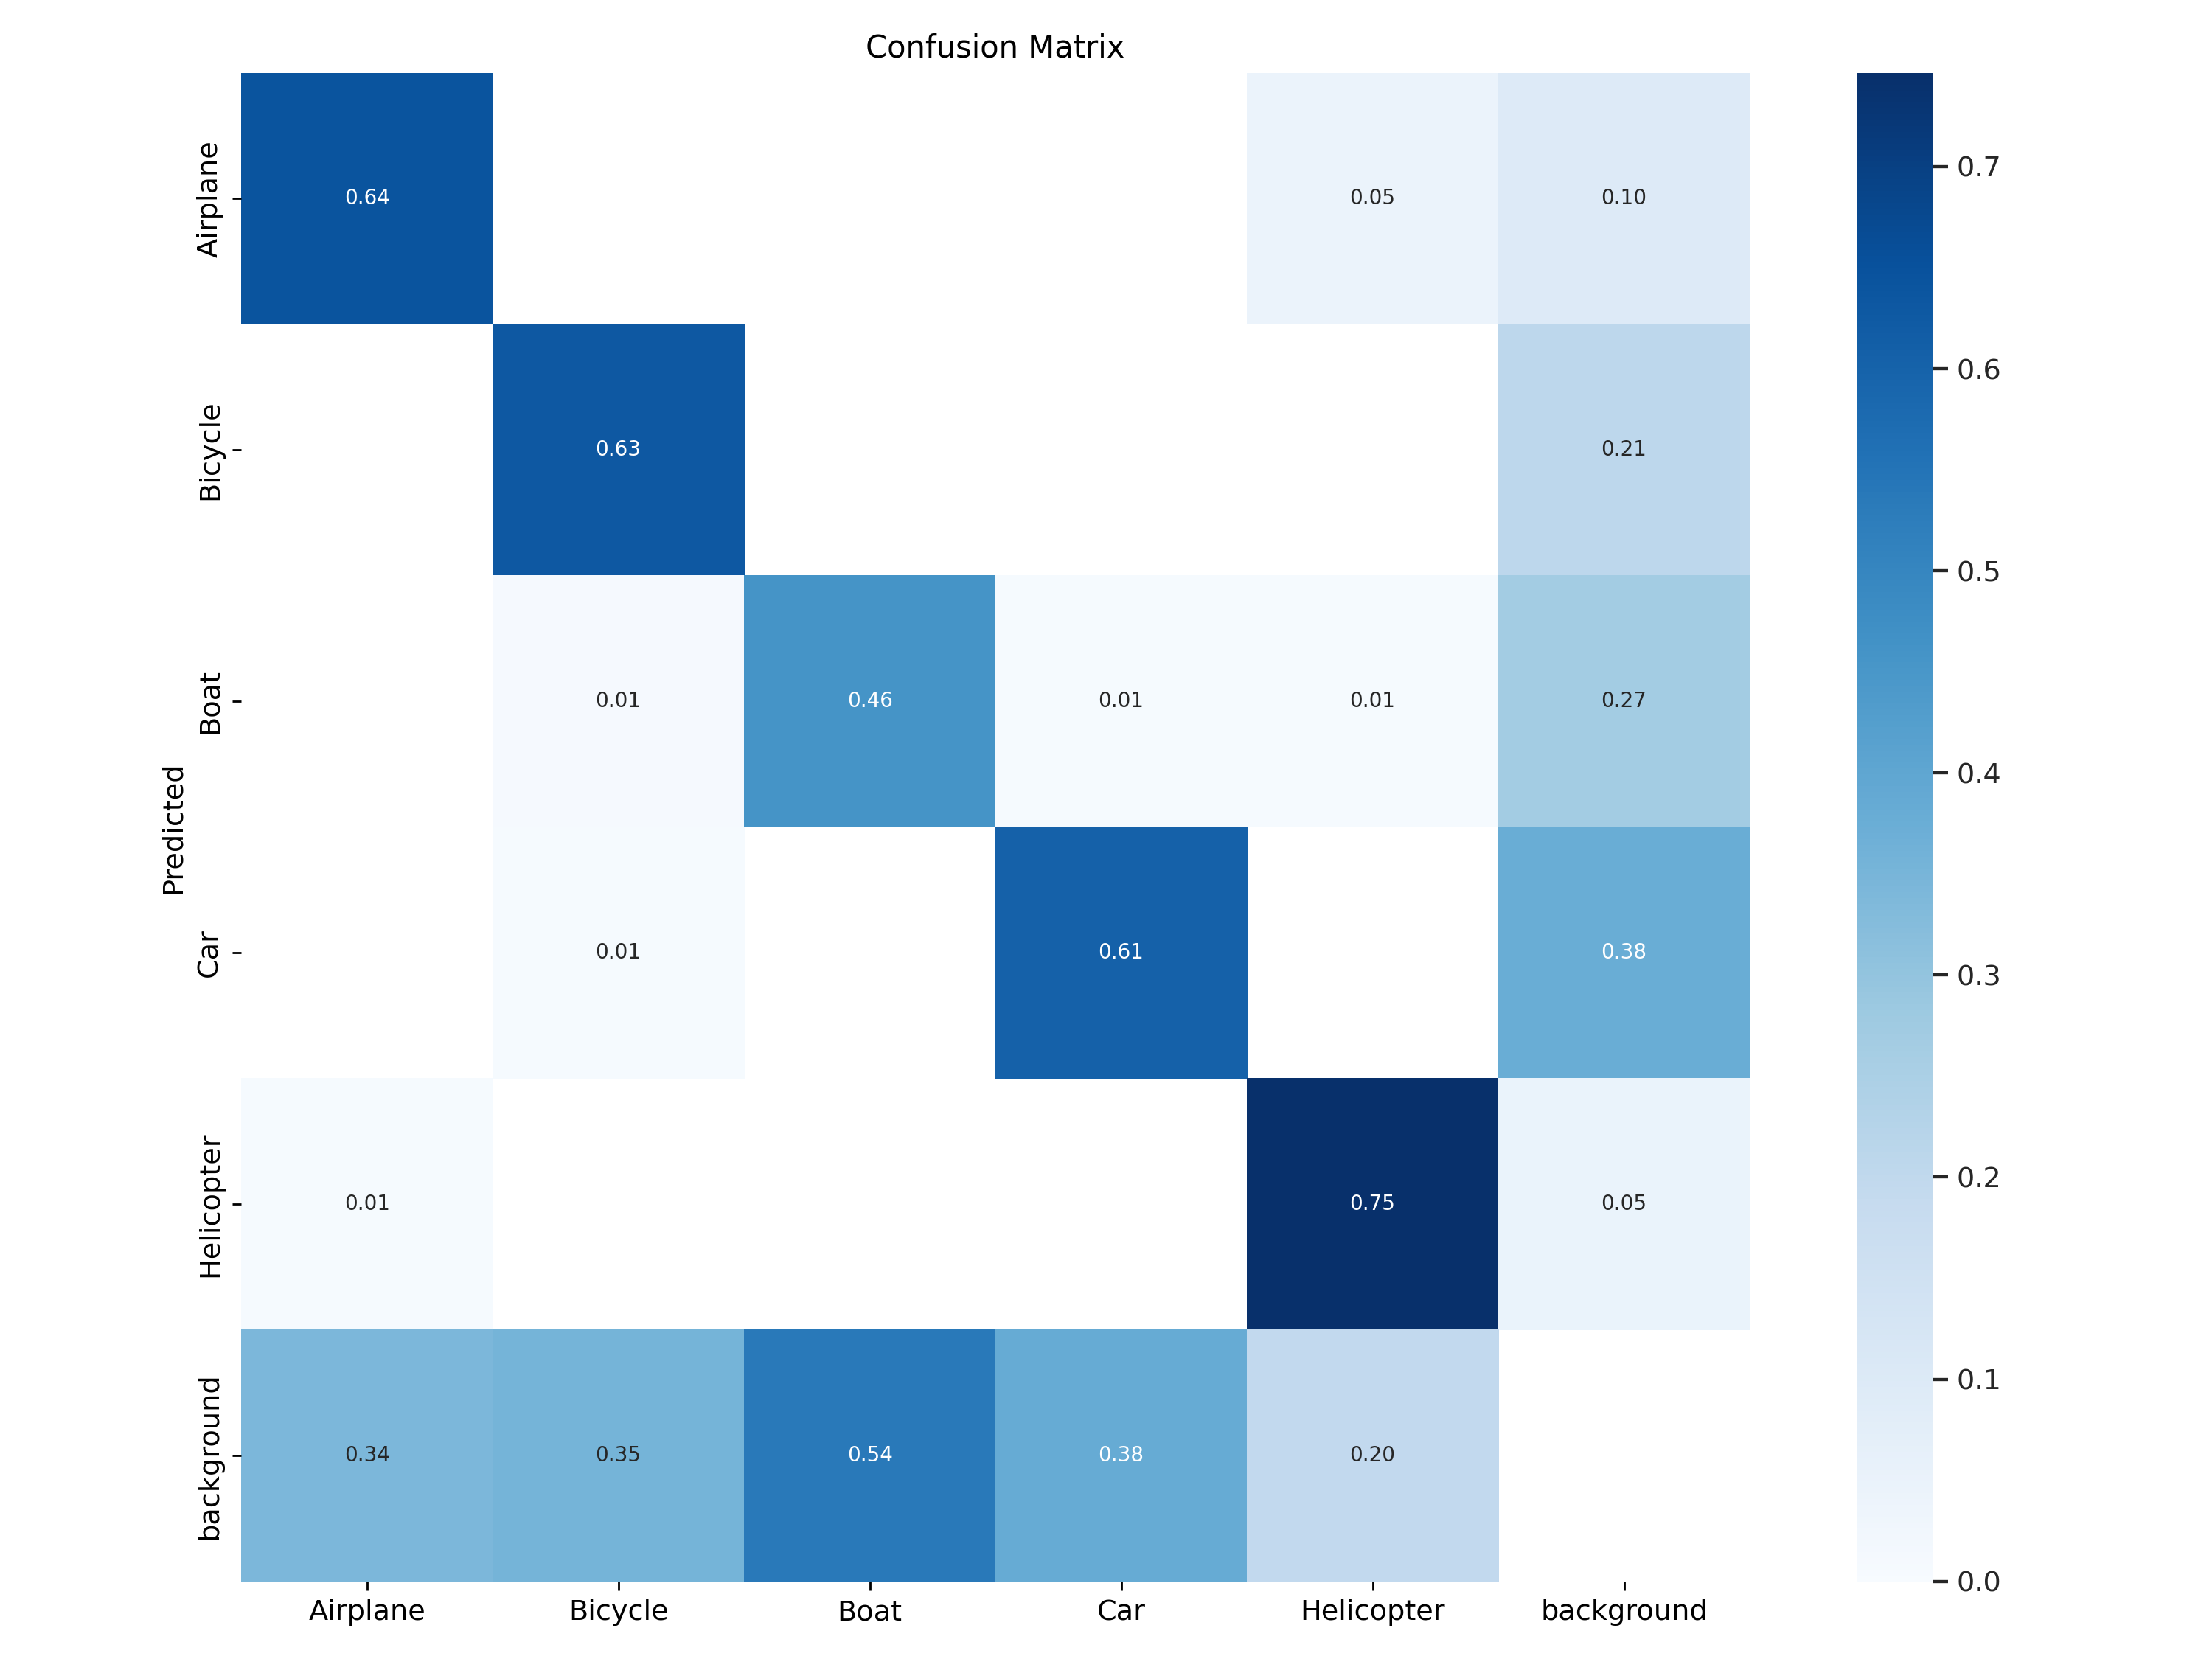 Confusion Matrix
Airplane
0.64
0.05
0.10
0.7
Bicycle
0.63
0.21
0.6
0.5
Boat
0.01
0.46
0.01
0.01
0.27
0.4
Predicted
Car
0.01
0.61
0.38
0.3
Helicopter
0.01
0.75
0.05
0.2
background
0.34
0.35
0.54
0.38
0.20
0.1
0.0
Airplane
Bicycle
Boat
Car
Helicopter
background